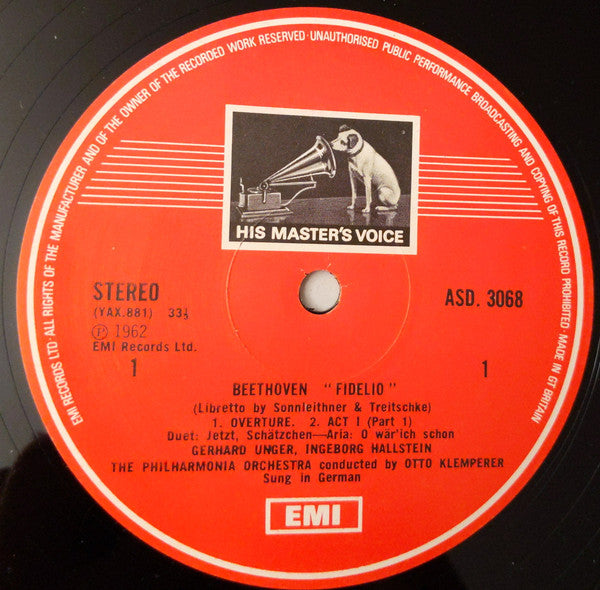 EMI RECORDS LTD·ALL RIGHTS OF THE MANUFACTURER AND OF THE OWNER OF THE RECORDED WORK RESERVED·UNAUTHORISED PUBLIC PERFORMANCE BROADCASTING AND COPYING OF THIS RECORD PROHIBITED·MADE IN GT BRITAIN
HIS MASTER'S VOICE
STEREO
(YAX.881) 33⅓
Ⓟ 1962
EMI Records Ltd.
1
ASD. 3068
1
BEETHOVEN "FIDELIO"
(Libretto by Sonnleithner & Treitschke)
1. OVERTURE. 2. ACT I (Part 1)
Duet: Jetzt, Schätzchen—Aria: O wär'ich schon
GERHARD UNGER, INGEBORG HALLSTEIN
THE PHILHARMONIA ORCHESTRA conducted by OTTO KLEMPERER
Sung in German
EMI